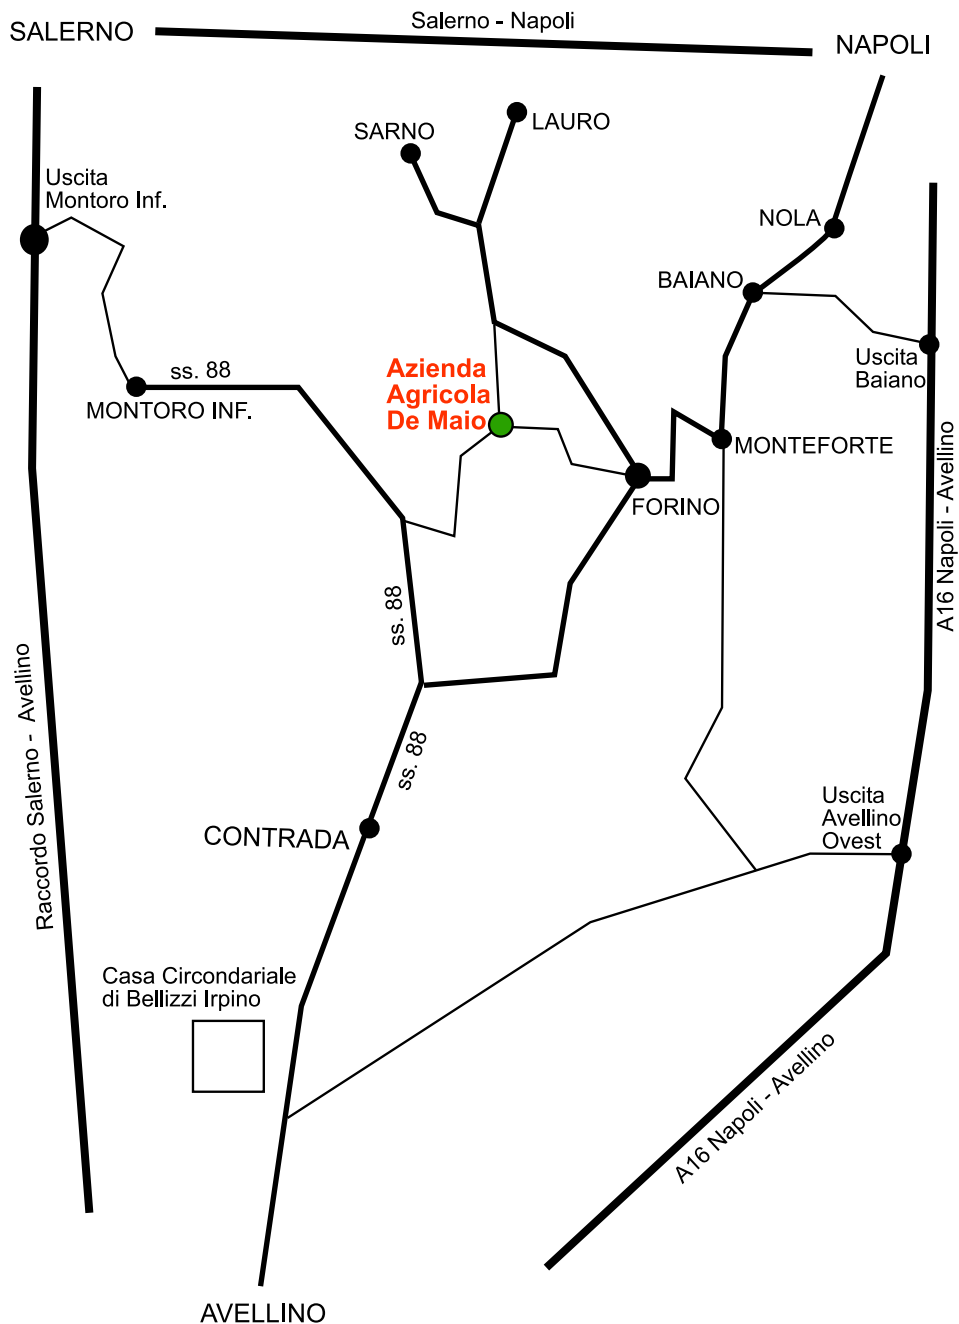 Salerno - Napoli
SALERNO
NAPOLI
LAURO
SARNO
Uscita
Montoro Inf.
NOLA
BAIANO
ss. 88
Uscita
Baiano
Azienda
Agricola
De Maio
MONTORO INF.
MONTEFORTE
FORINO
A16 Napoli - Avellino
ss. 88
Raccordo Salerno - Avellino
ss. 88
Uscita
Avellino
Ovest
CONTRADA
Casa Circondariale
di Bellizzi Irpino
A16 Napoli - Avellino
AVELLINO